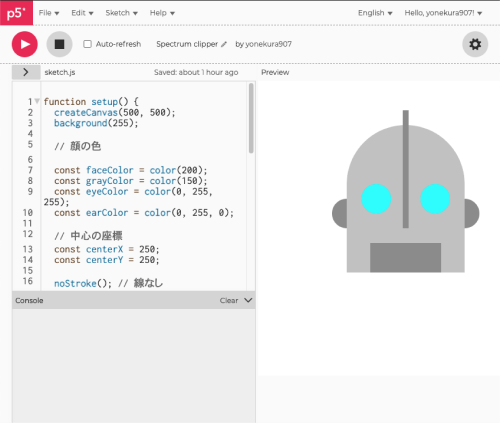 p5*
File Edit Sketch Help English Hello, yonekura907!
Auto-refresh Spectrum clipper by yonekura907
sketch.js Saved: about 1 hour ago Preview
1 function setup() {
2 createCanvas(500, 500);
3 background(255);
4
5 // 顔の色
6
7 const faceColor = color(200);
8 const grayColor = color(150);
9 const eyeColor = color(0, 255,
255);
10 const earColor = color(0, 255, 0);
11
12 // 中心の座標
13 const centerX = 250;
14 const centerY = 250;
15
16 noStroke(); // 線なし
Console Clear